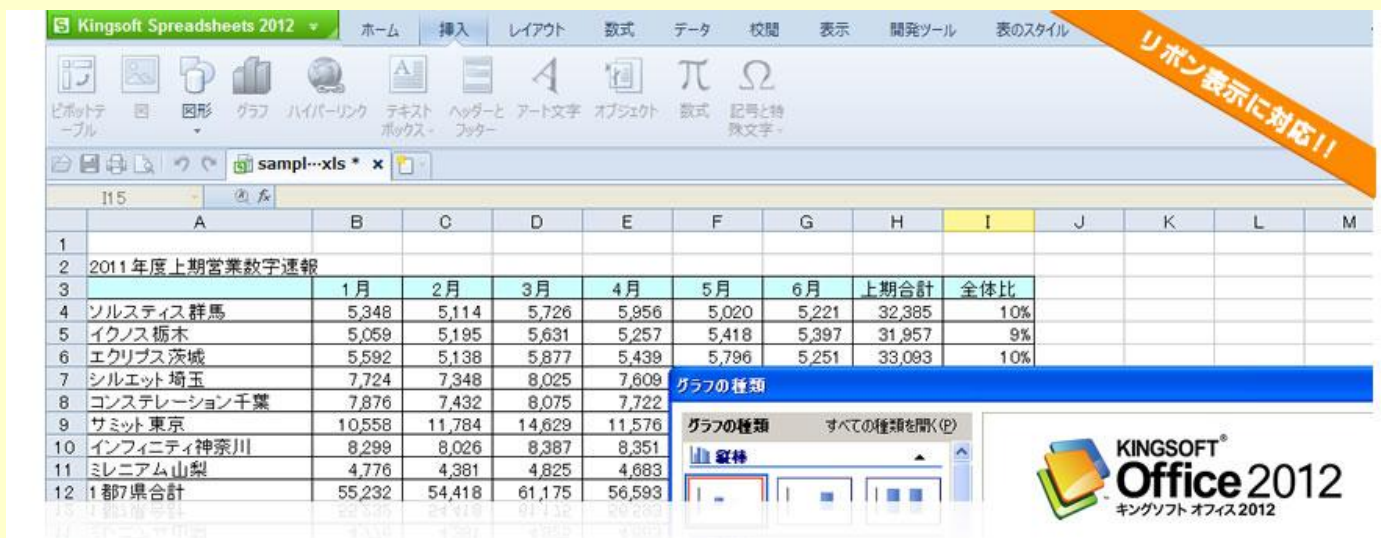 Kingsoft Spreadsheets 2012 ホーム 挿入 レイアウト 数式 データ 校閲 表示 開発ツール 表のスタイル
リボン表示に対応!!
ピボットテーブル 図 図形 グラフ ハイパーリンク テキストボックス ヘッダーとフッター アート文字 オブジェクト 数式 記号と特殊文字
sampl…xls *
I15 fx
A B C D E F G H I J K L M
1
2 2011年度上期営業数字速報
3 1月 2月 3月 4月 5月 6月 上期合計 全体比
4 ソルスティス群馬 5,348 5,114 5,726 5,956 5,020 5,221 32,385 10%
5 イクノス栃木 5,059 5,195 5,631 5,257 5,418 5,397 31,957 9%
6 エクリプス茨城 5,592 5,138 5,877 5,439 5,796 5,251 33,093 10%
7 シルエット埼玉 7,724 7,348 8,025 7,609
8 コンステレーション千葉 7,876 7,432 8,075 7,722
9 サミット東京 10,558 11,784 14,629 11,576
10 インフィニティ神奈川 8,299 8,026 8,387 8,351
11 ミレニアム山梨 4,776 4,381 4,825 4,683
12 1都7県合計 55,232 54,418 61,175 56,593
グラフの種類
グラフの種類 すべての種類を開く(P)
縦棒
KINGSOFT®
Office 2012
キングソフト オフィス 2012